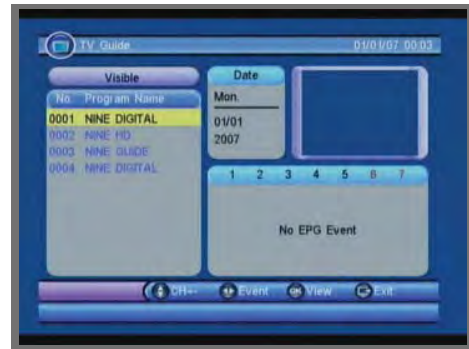 TV Guide 01/01/07 00:03
Visible
No. Program Name
0001 NINE DIGITAL
0002 NINE HD
0003 NINE GUIDE
0004 NINE DIGITAL
Date
Mon.
01/01
2007
1 2 3 4 5 6 7
No EPG Event
CH+- Event OK View Exit